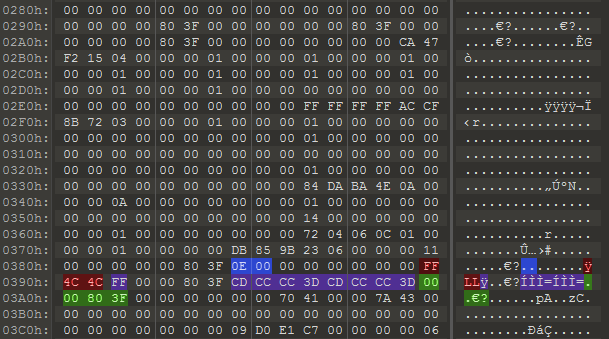 0280h: 00 00 00 00 00 00 00 00 00 00 00 00 00 00 00 00 ................
0290h: 00 00 00 00 80 3F 00 00 00 00 00 00 80 3F 00 00 ....€?......€?..
02A0h: 00 00 00 00 80 3F 00 00 00 00 00 00 00 00 CA 47 ....€?........ÊG
02B0h: F2 15 04 00 00 00 01 00 00 00 00 00 00 00 01 00 ò...............
02C0h: 00 00 00 00 00 00 01 00 00 00 00 00 00 00 01 00 ................
02D0h: 00 00 00 00 00 00 01 00 00 00 00 00 00 00 01 00 ................
02E0h: 00 00 00 00 00 00 00 00 00 00 FF FF FF FF AC CF ..........ÿÿÿÿ¬Ï
02F0h: 8B 72 03 00 00 00 01 00 00 00 01 00 00 00 00 00 ‹r..............
0300h: 00 00 00 00 00 00 00 00 00 00 01 00 00 00 00 00 ................
0310h: 00 00 00 00 00 00 00 00 00 00 01 00 00 00 00 00 ................
0320h: 00 00 00 00 00 00 00 00 00 00 01 00 00 00 00 00 ................
0330h: 00 00 00 00 00 00 00 00 00 00 84 DA BA 4E 0A 00 ..........„ÚºN..
0340h: 00 00 0A 00 00 00 00 00 00 00 01 00 00 00 00 00 ................
0350h: 00 00 00 00 00 00 00 00 00 00 14 00 00 00 00 00 ................
0360h: 00 00 00 00 01 00 00 00 00 00 72 04 06 0C 01 00 ..........r.....
0370h: 00 00 01 00 00 00 00 DB 85 9B 23 06 00 00 00 11 .......Û…›#.....
0380h: 00 00 00 00 00 80 3F 0E 00 00 00 00 00 00 00 FF .....€?........ÿ
0390h: 4C 4C FF 00 00 80 3F CD CC CC 3D CD CC CC 3D 00 LLÿ..€?ÍÌÌ=ÍÌÌ=.
03A0h: 00 80 3F 00 00 00 00 00 00 70 41 00 00 7A 43 00 .€?......pA..zC.
03B0h: 00 00 00 00 00 00 00 00 00 00 00 00 00 00 00 00 ................
03C0h: 00 00 00 00 00 00 00 09 D0 E1 C7 00 00 00 00 06 ........ÐáÇ.....